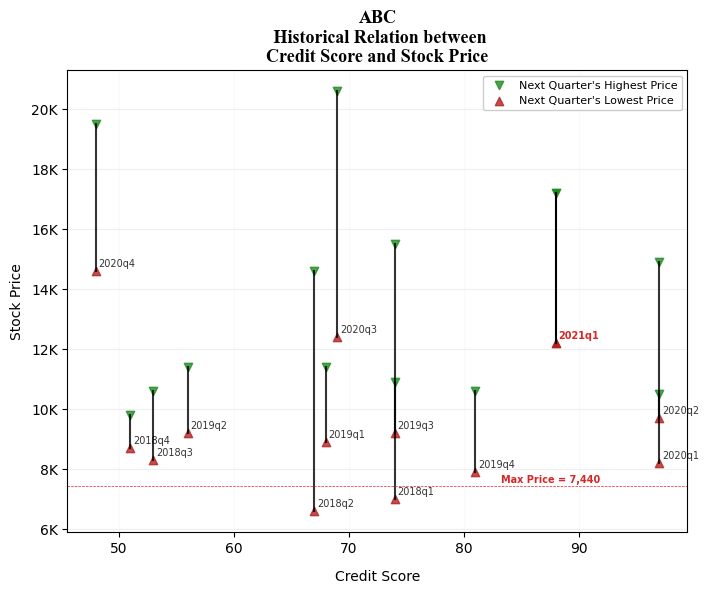 ABC
Historical Relation between
Credit Score and Stock Price
Next Quarter's Highest Price
Next Quarter's Lowest Price
20K
18K
16K
14K
12K
10K
8K
6K
Stock Price
2020q4
2020q3
2021q1
2018q4
2018q3
2019q2
2019q1
2019q3
2020q2
2020q1
2019q4
2018q1
2018q2
Max Price = 7,440
50
60
70
80
90
Credit Score